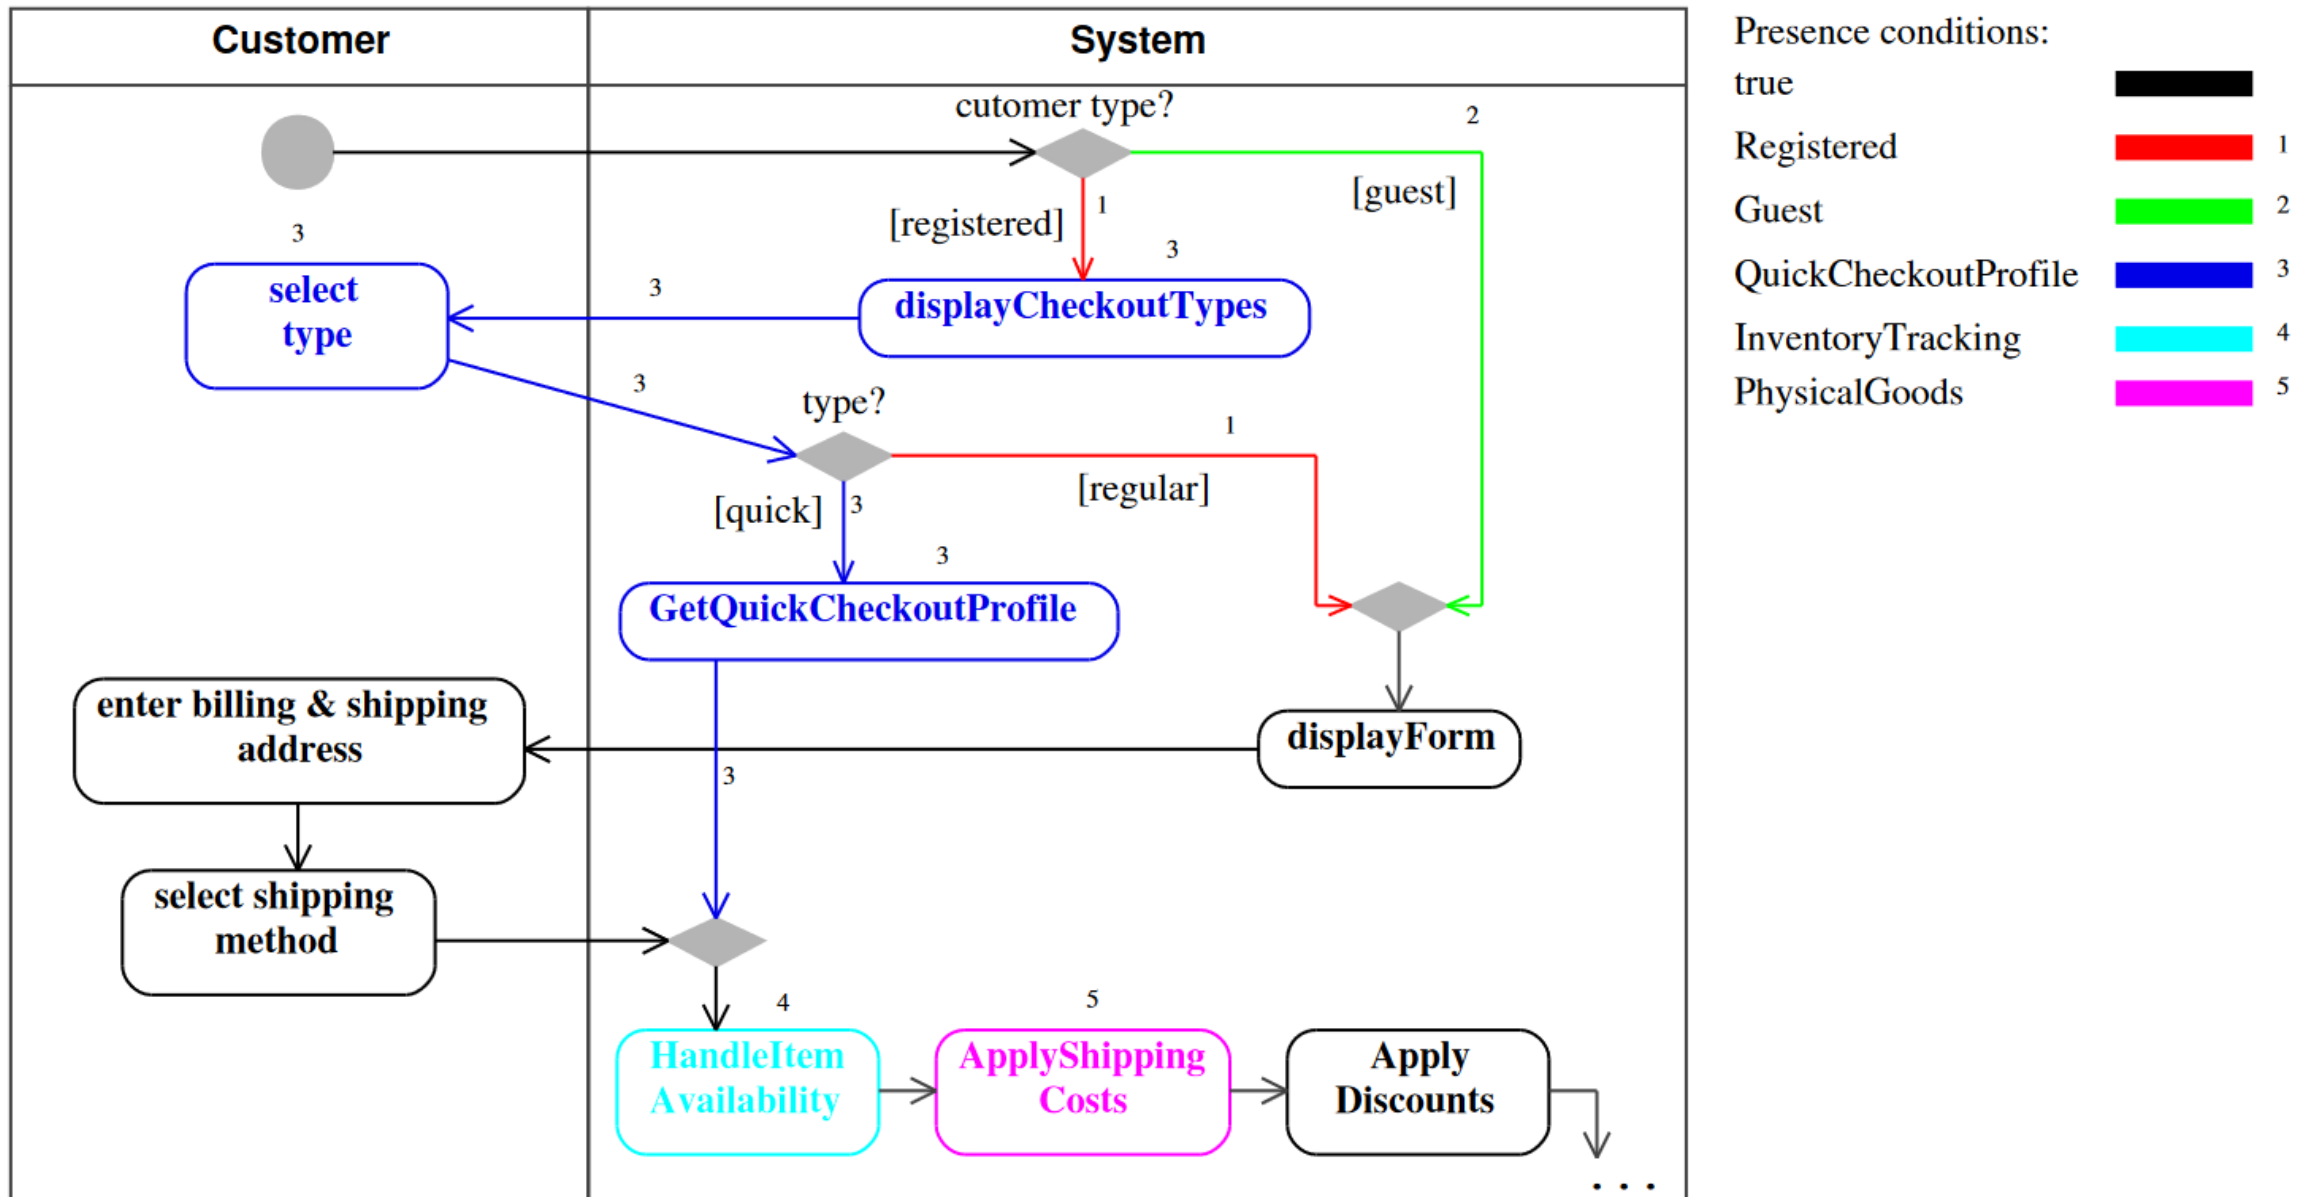 Customer
System
Presence conditions:
true
Registered 1
Guest 2
QuickCheckoutProfile 3
InventoryTracking 4
PhysicalGoods 5
cutomer type?
2
[guest]
[registered]
1
3
select
type
3
3
displayCheckoutTypes
3
type?
1
[regular]
[quick]
3
3
GetQuickCheckoutProfile
enter billing & shipping
address
displayForm
3
select shipping
method
4
HandleItem
Availability
5
ApplyShipping
Costs
Apply
Discounts
. . .